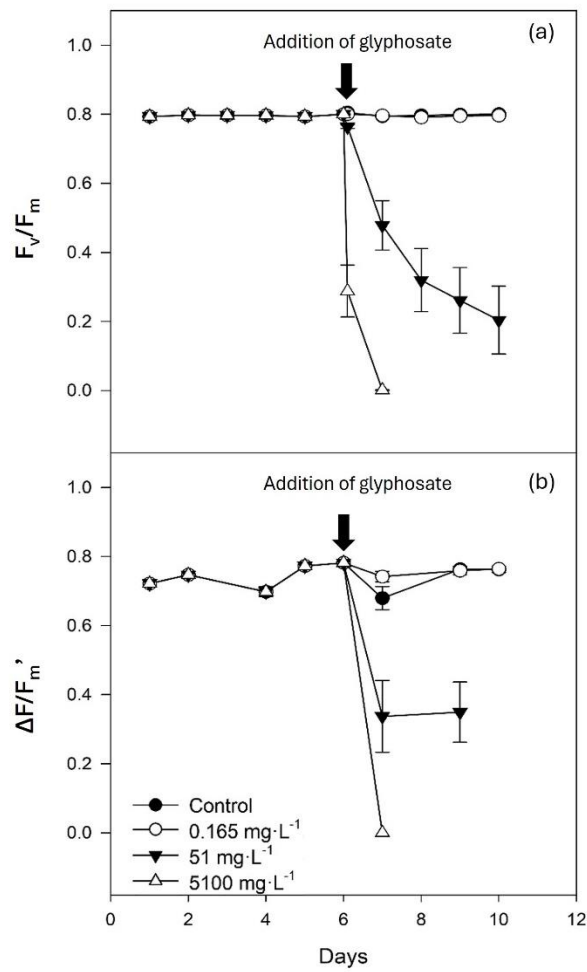 (a)
Addition of glyphosate
1.0
0.8
0.6
0.4
0.2
0.0
Fv/Fm
(b)
Addition of glyphosate
1.0
0.8
0.6
0.4
0.2
0.0
ΔF/Fm’
Control
0.165 mg·L⁻¹
51 mg·L⁻¹
5100 mg·L⁻¹
0 2 4 6 8 10 12
Days